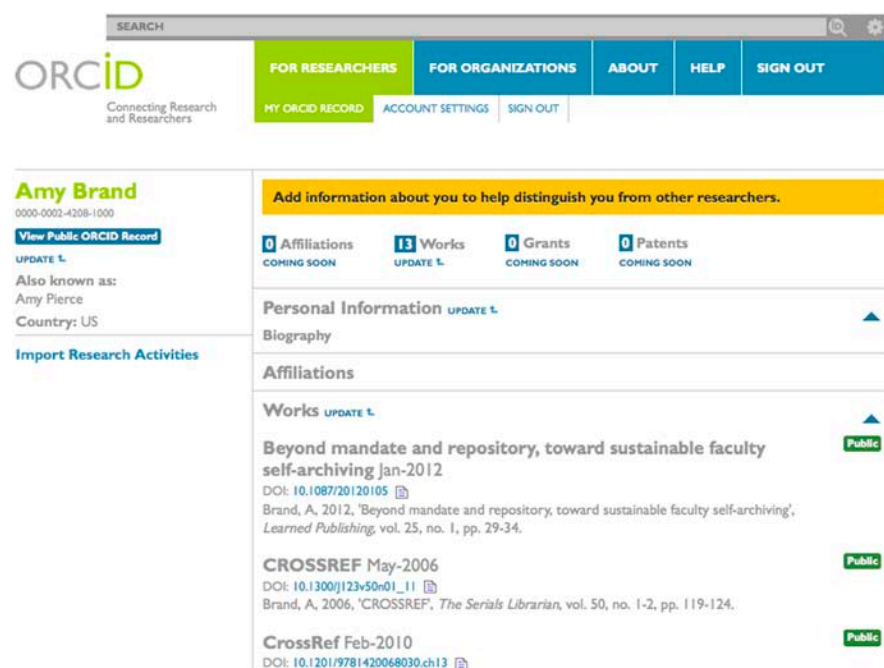 SEARCH
iD
ORCiD
Connecting Research
and Researchers
FOR RESEARCHERS FOR ORGANIZATIONS ABOUT HELP SIGN OUT
MY ORCID RECORD ACCOUNT SETTINGS SIGN OUT
Amy Brand
0000-0002-4208-1000
View Public ORCID Record
UPDATE
Also known as:
Amy Pierce
Country: US
Import Research Activities
Add information about you to help distinguish you from other researchers.
0 Affiliations 13 Works 0 Grants 0 Patents
COMING SOON UPDATE COMING SOON COMING SOON
Personal Information UPDATE
Biography
Affiliations
Works UPDATE
Beyond mandate and repository, toward sustainable faculty Public
self-archiving Jan-2012
DOI: 10.1087/20120105
Brand, A, 2012, 'Beyond mandate and repository, toward sustainable faculty self-archiving',
Learned Publishing, vol. 25, no. 1, pp. 29-34.
CROSSREF May-2006 Public
DOI: 10.1300/J123v50n01_11
Brand, A, 2006, 'CROSSREF', The Serials Librarian, vol. 50, no. 1-2, pp. 119-124.
CrossRef Feb-2010 Public
DOI: 10.1201/9781420068030.ch13